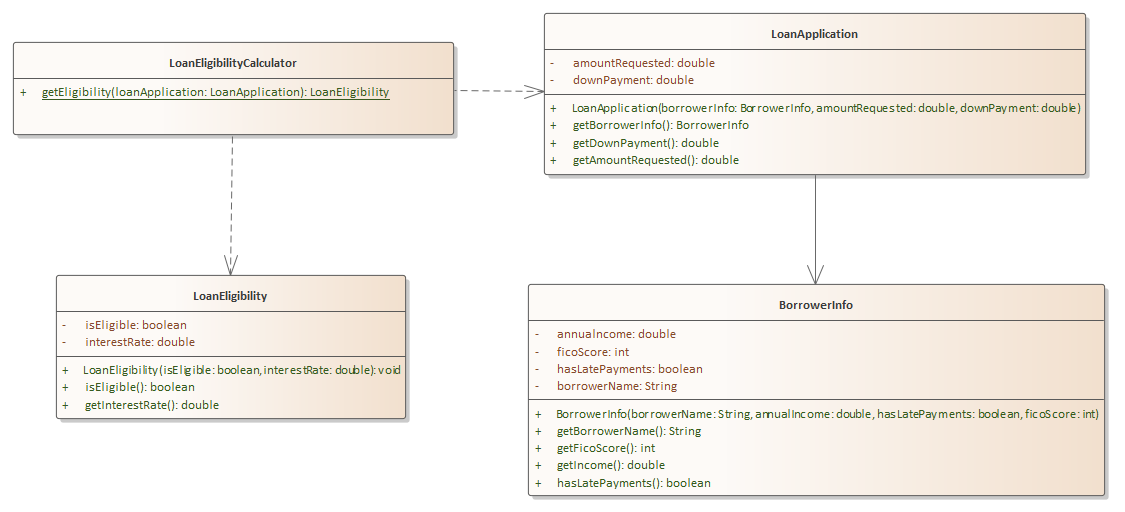 LoanEligibilityCalculator
+ getEligibility(loanApplication: LoanApplication): LoanEligibility
LoanApplication
- amountRequested: double
- downPayment: double
+ LoanApplication(borrowerInfo: BorrowerInfo, amountRequested: double, downPayment: double)
+ getBorrowerInfo(): BorrowerInfo
+ getDownPayment(): double
+ getAmountRequested(): double
LoanEligibility
- isEligible: boolean
- interestRate: double
+ LoanEligibility(isEligible: boolean, interestRate: double): void
+ isEligible(): boolean
+ getInterestRate(): double
BorrowerInfo
- annualncome: double
- ficoScore: int
- hasLatePayments: boolean
- borrowerName: String
+ BorrowerInfo(borrowerName: String, annualIncome: double, hasLatePayments: boolean, ficoScore: int)
+ getBorrowerName(): String
+ getFicoScore(): int
+ getIncome(): double
+ hasLatePayments(): boolean